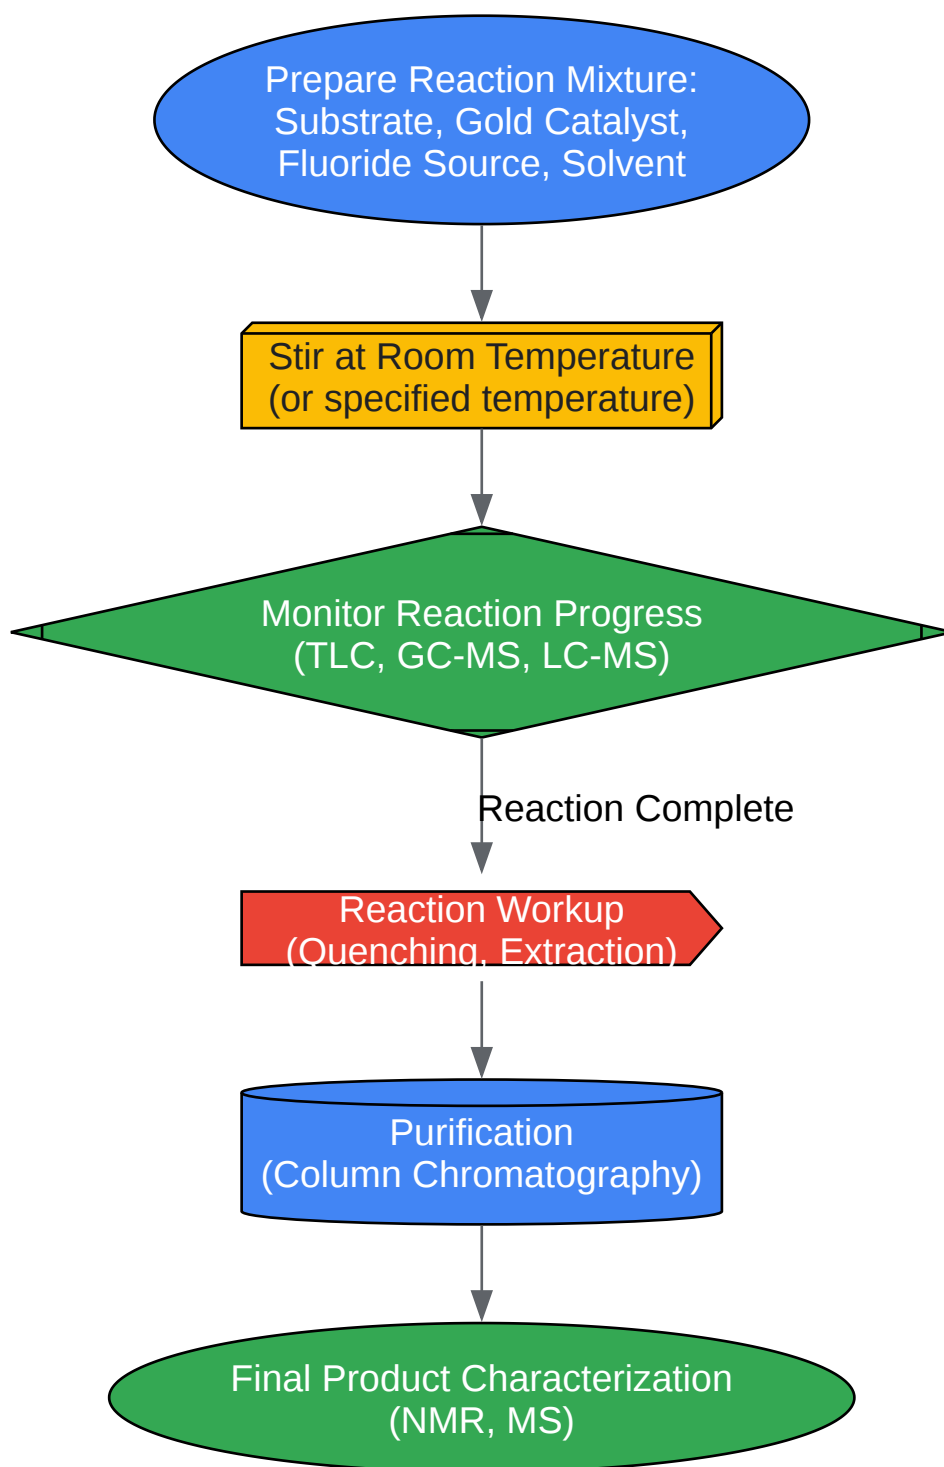 Prepare Reaction Mixture:
Substrate, Gold Catalyst,
Fluoride Source, Solvent
Stir at Room Temperature
(or specified temperature)
Monitor Reaction Progress
(TLC, GC-MS, LC-MS)
Reaction Complete
Reaction Workup
(Quenching, Extraction)
Purification
(Column Chromatography)
Final Product Characterization
(NMR, MS)